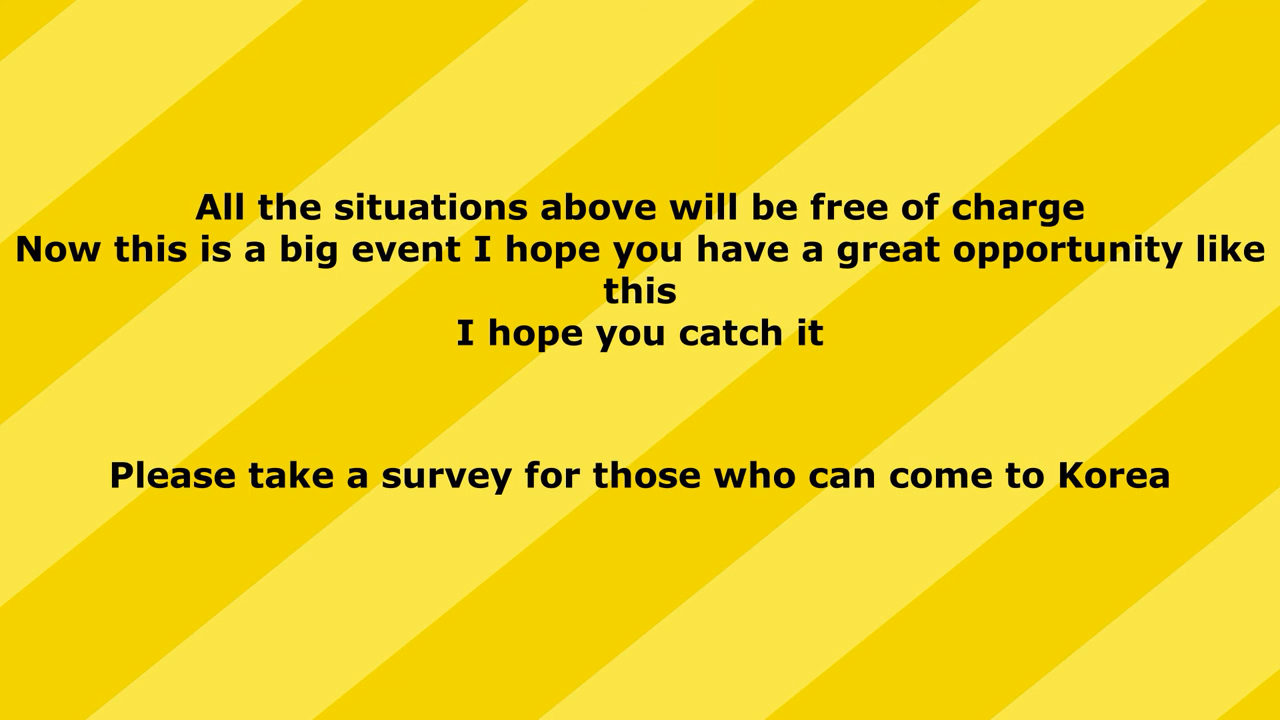 All the situations above will be free of charge
Now this is a big event I hope you have a great opportunity like
this
I hope you catch it
Please take a survey for those who can come to Korea